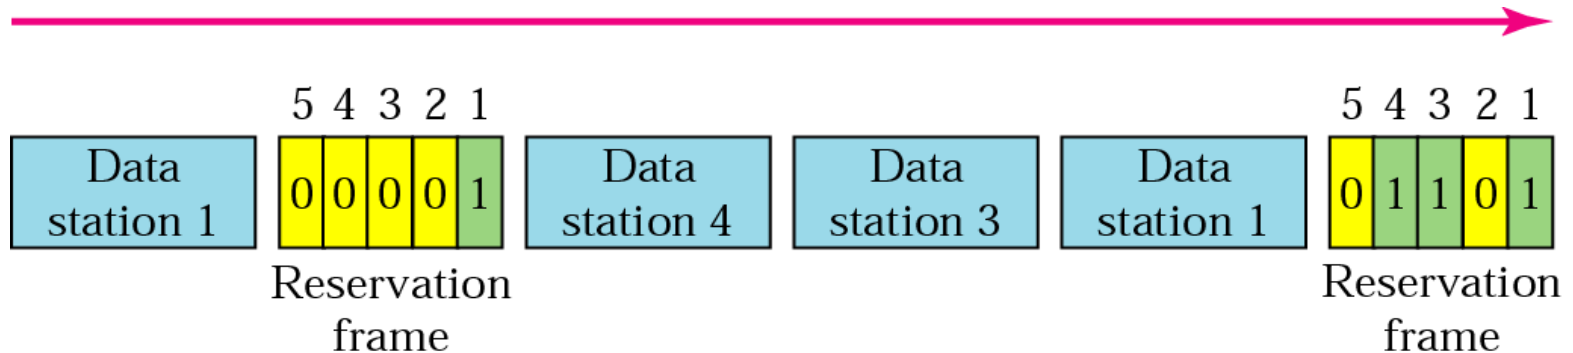 5 4 3 2 1
5 4 3 2 1
Data
station 1
0 0 0 0 1
Data
station 4
Data
station 3
Data
station 1
0 1 1 0 1
Reservation
frame
Reservation
frame